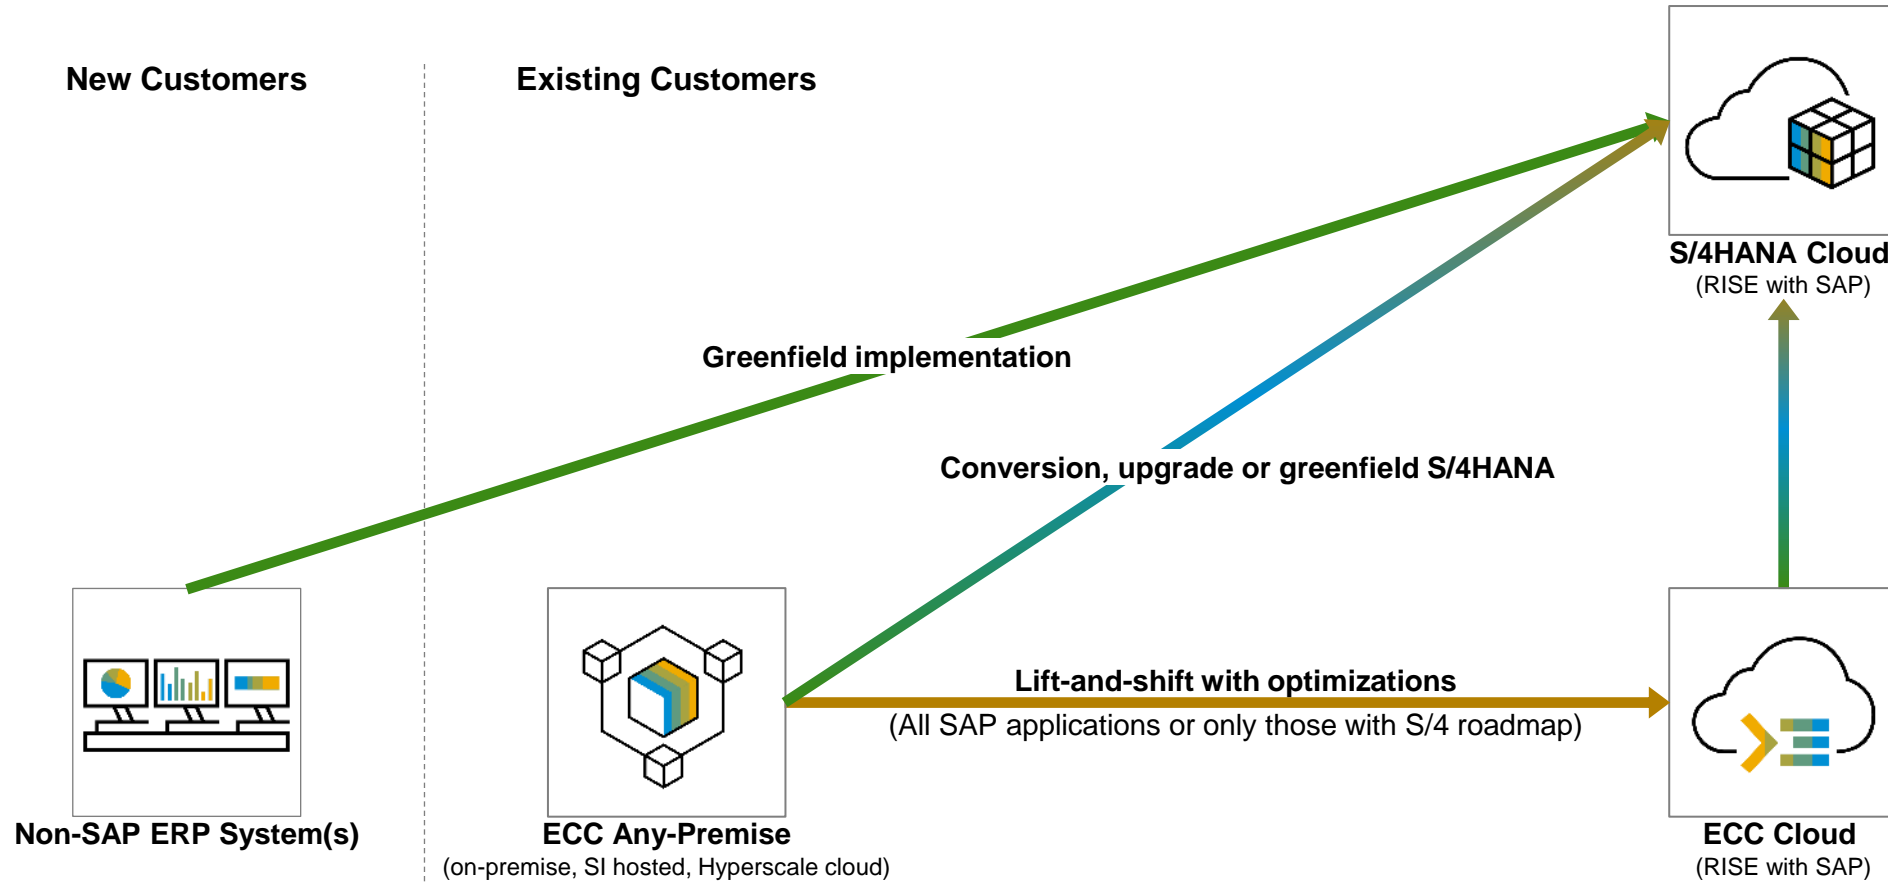 New Customers
Existing Customers
S/4HANA Cloud
(RISE with SAP)
Greenfield implementation
Conversion, upgrade or greenfield S/4HANA
Lift-and-shift with optimizations
(All SAP applications or only those with S/4 roadmap)
Non-SAP ERP System(s)
ECC Any-Premise
(on-premise, SI hosted, Hyperscale cloud)
ECC Cloud
(RISE with SAP)